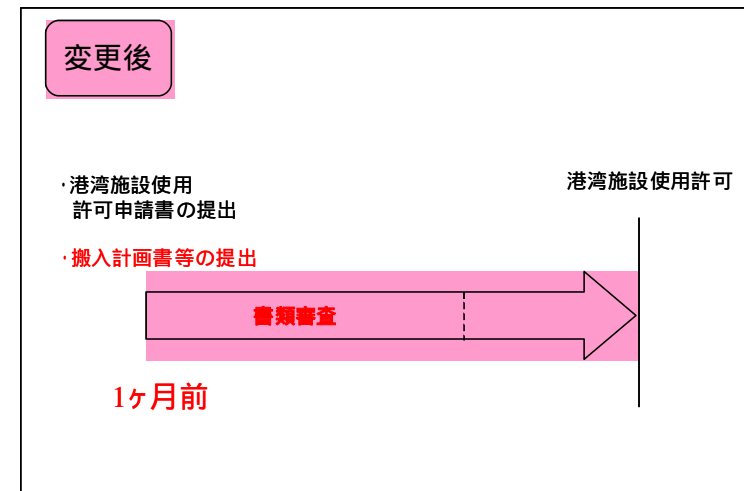 変更後
・港湾施設使用
許可申請書の提出
港湾施設使用許可
・搬入計画書等の提出
書類審査
1ヶ月前